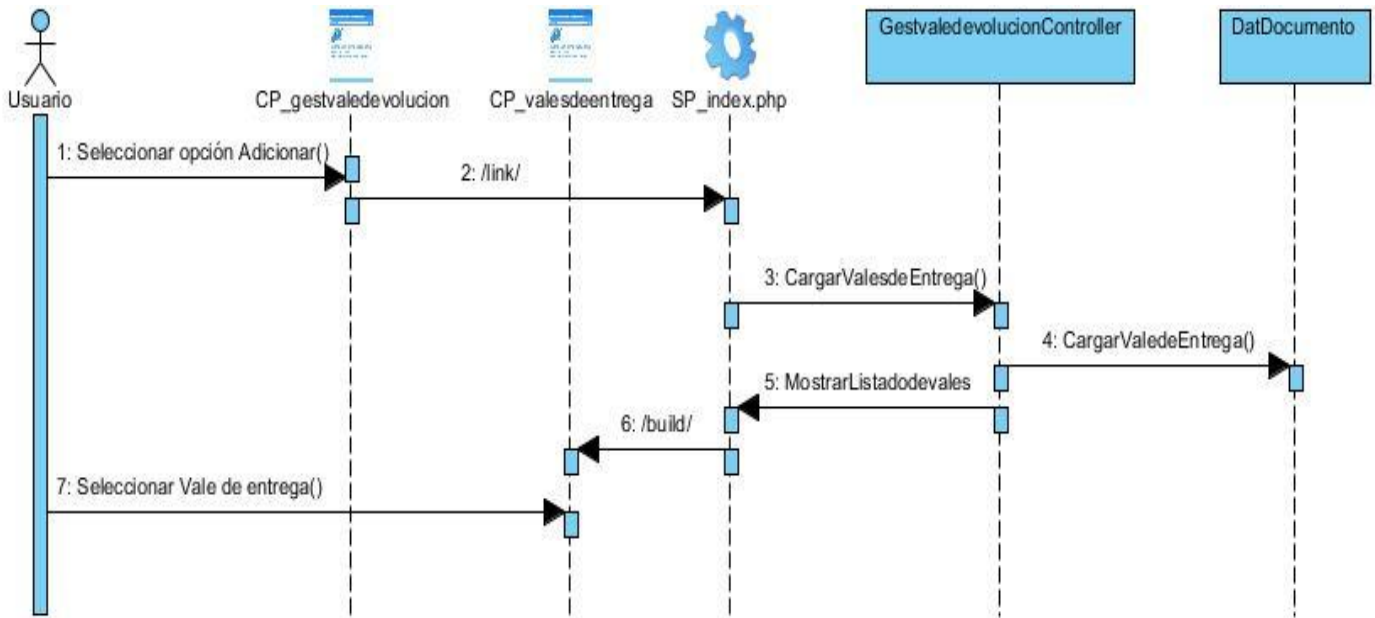 GestvaledevolucionController
DatDocumento
Usuario
CP_gestvaledevolucion
CP_valesdeentrega
SP_index.php
1: Seleccionar opción Adicionar()
2: /link/
3: CargarValesdeEntrega()
4: CargarValedeEntrega()
5: MostrarListadodevales
6: /build/
7: Seleccionar Vale de entrega()